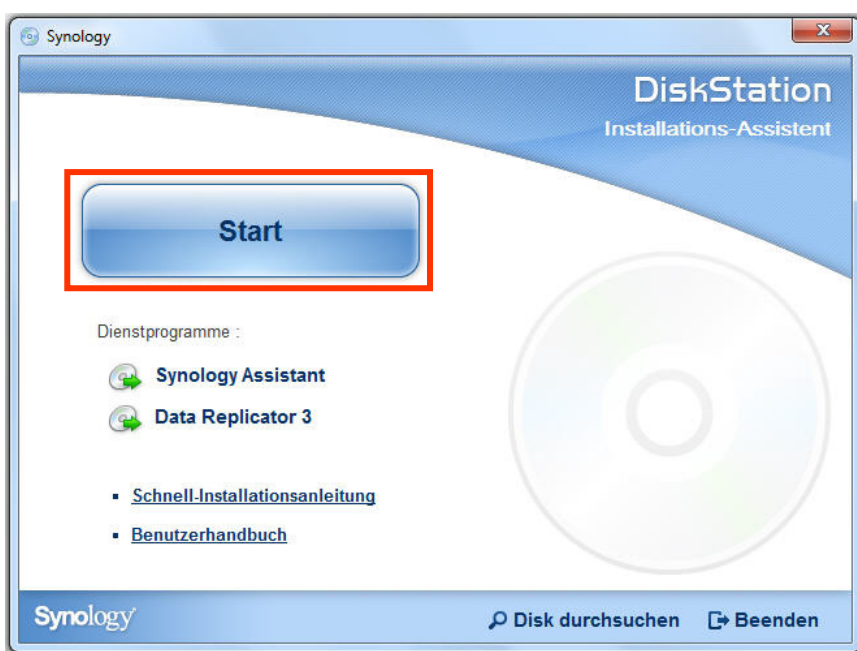 Synology
DiskStation
Installations-Assistent
Start
Dienstprogramme :
Synology Assistant
Data Replicator 3
Schnell-Installationsanleitung
Benutzerhandbuch
Synology
Disk durchsuchen
Beenden